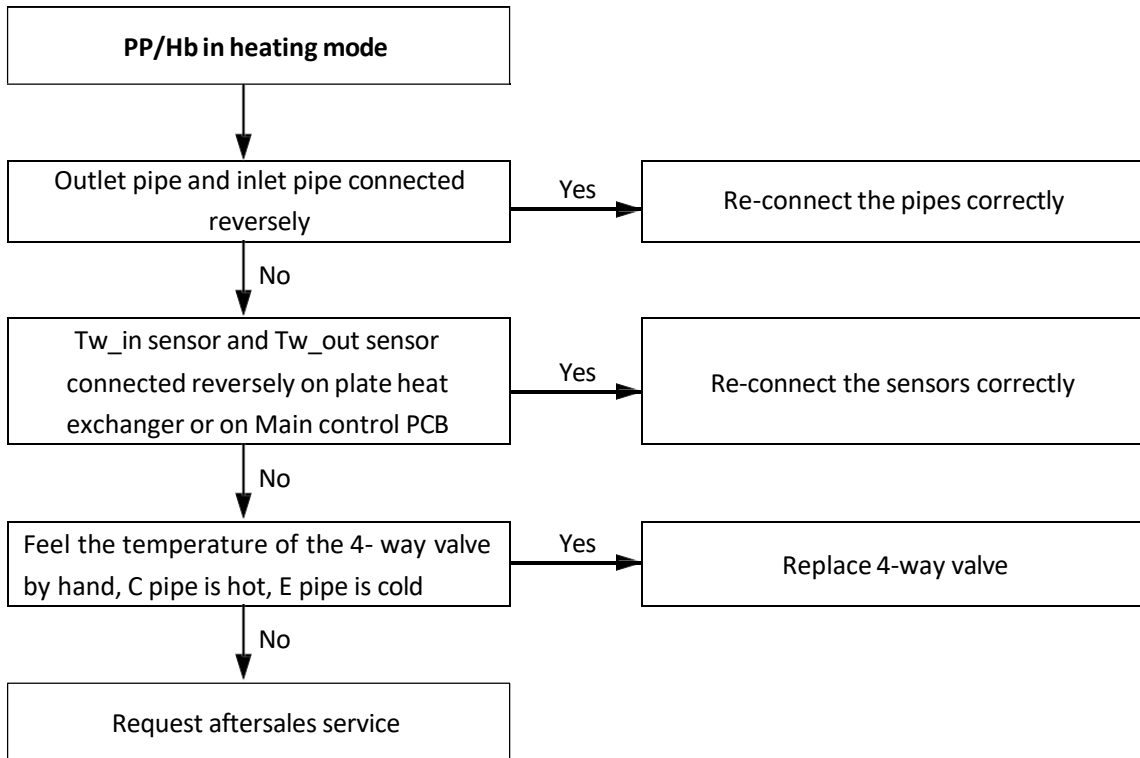 PP/Hb in heating mode
Outlet pipe and inlet pipe connected
reversely
Yes
Re-connect the pipes correctly
No
Tw_in sensor and Tw_out sensor
connected reversely on plate heat
exchanger or on Main control PCB
Yes
Re-connect the sensors correctly
No
Feel the temperature of the 4- way valve
by hand, C pipe is hot, E pipe is cold
Yes
Replace 4-way valve
No
Request aftersales service